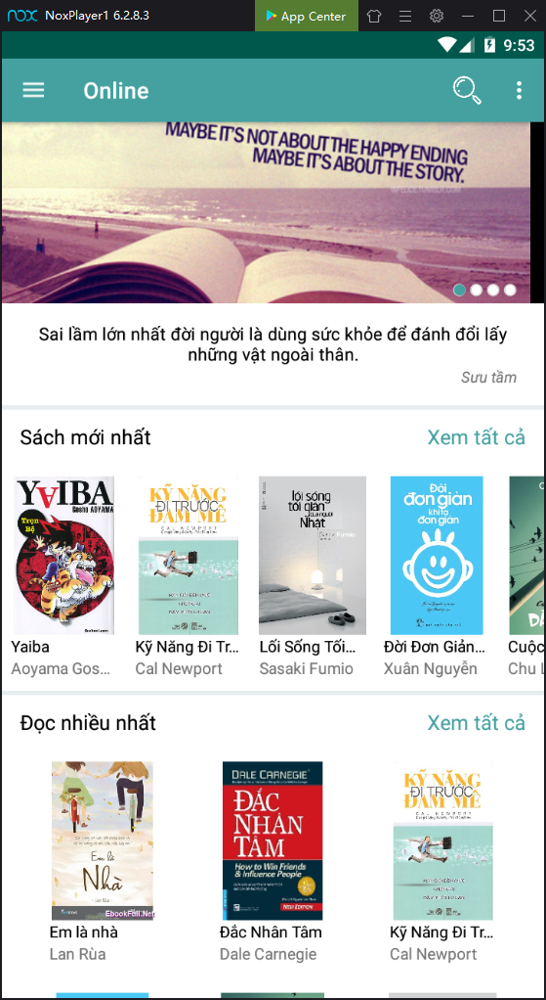 nox NoxPlayer1 6.2.8.3
App Center
9:53
Online
MAYBE IT'S NOT ABOUT THE HAPPY ENDING
MAYBE IT'S ABOUT THE STORY.
Sai lầm lớn nhất đời người là dùng sức khỏe để đánh đổi lấy
những vật ngoài thân.
Sưu tầm
Sách mới nhất
Xem tất cả
YAIBA
Gosho AOYAMA
Trọn
Bộ
KỸ NĂNG
ĐI TRƯỚC
ĐAM MÊ
CAL NEWPORT
lối sống
tối giản
của người
Nhật
Sasaki Fumio
Đời
đơn giản
khi ta
đơn giản
Yaiba
Aoyama Gos...
Kỹ Năng Đi Tr...
Cal Newport
Lối Sống Tối...
Sasaki Fumio
Đời Đơn Giản...
Xuân Nguyễn
Cuộc
Chu L
Đọc nhiều nhất
Xem tất cả
Em là
Nhà
EbookFull.Net
DALE CARNEGIE
ĐẮC
NHÂN
TÂM
How to Win Friends
& Influence People
NEW EDITION
KỸ NĂNG
ĐI TRƯỚC
ĐAM MÊ
CAL NEWPORT
Em là nhà
Lan Rùa
Đắc Nhân Tâm
Dale Carnegie
Kỹ Năng Đi Tr...
Cal Newport